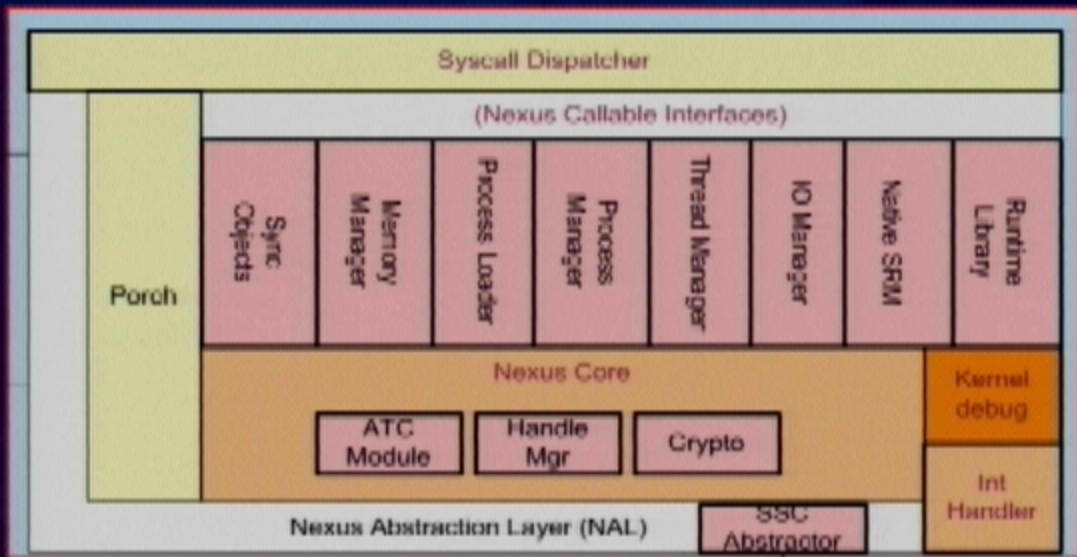 Syscall Dispatcher
(Nexus Callable Interfaces)
Porch
Sync
Objects
Memory
Manager
Process Loader
Process
Manager
Thread Manager
IO Manager
Native SRM
Runtime
Library
Nexus Core
Kernel
debug
ATC
Module
Handle
Mgr
Crypto
Int
Handler
Nexus Abstraction Layer (NAL)
SSC
Abstractor